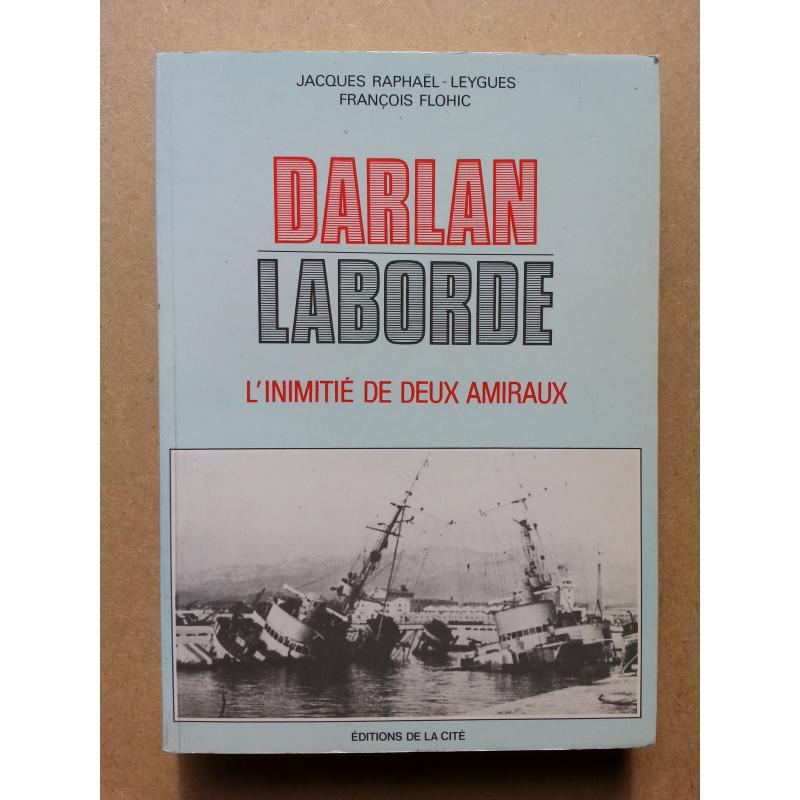 JACQUES RAPHAËL-LEYGUES
FRANÇOIS FLOHIC
DARLAN
LABORDE
L'INIMITIÉ DE DEUX AMIRAUX
ÉDITIONS DE LA CITÉ